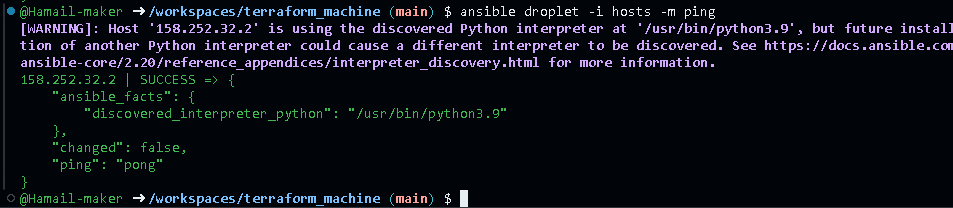 @Hamail-maker ➜/workspaces/terraform_machine (main) $ ansible droplet -i hosts -m ping
[WARNING]: Host '158.252.32.2' is using the discovered Python interpreter at '/usr/bin/python3.9', but future install
tion of another Python interpreter could cause a different interpreter to be discovered. See https://docs.ansible.com
ansible-core/2.20/reference_appendices/interpreter_discovery.html for more information.
158.252.32.2 | SUCCESS => {
    "ansible_facts": {
        "discovered_interpreter_python": "/usr/bin/python3.9"
    },
    "changed": false,
    "ping": "pong"
}
@Hamail-maker ➜/workspaces/terraform_machine (main) $